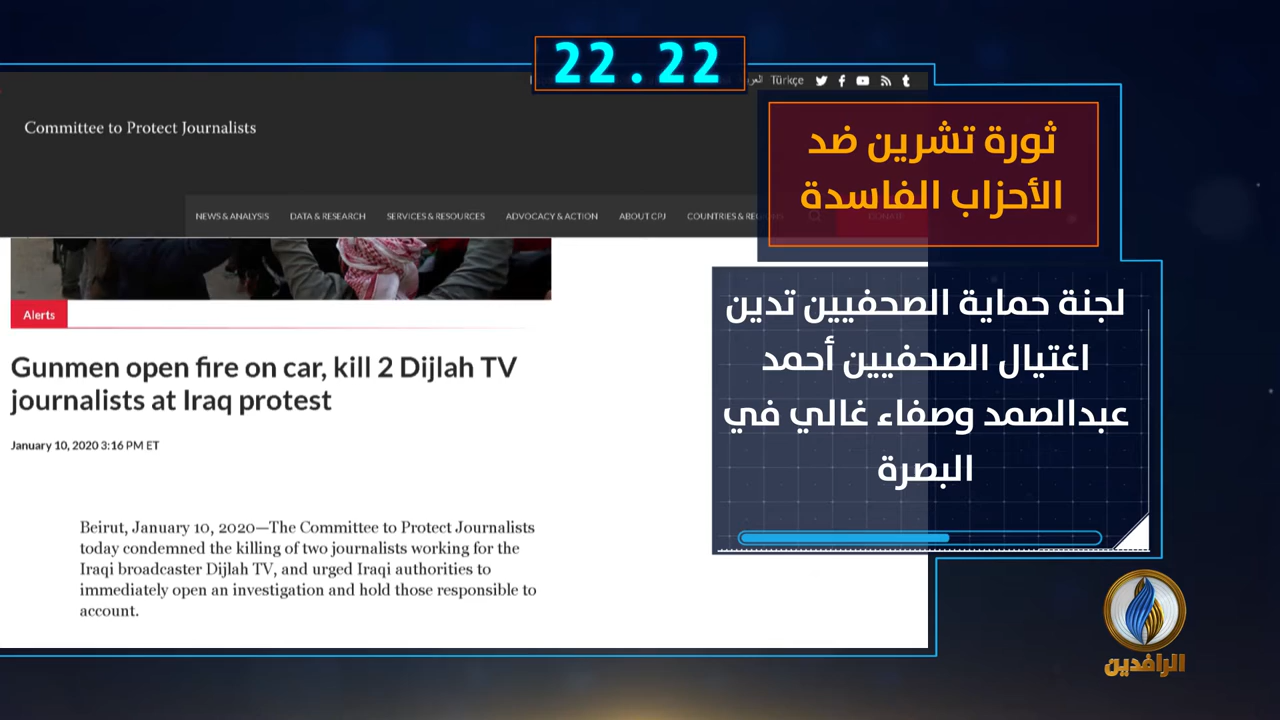 22.22
Türkçe
Committee to Protect Journalists
NEWS & ANALYSIS DATA & RESEARCH SERVICES & RESOURCES ADVOCACY & ACTION ABOUT CPJ COUNTRIES & REGIONS
DONATE
Alerts
Gunmen open fire on car, kill 2 Dijlah TV
journalists at Iraq protest
January 10, 2020 3:16 PM ET
Beirut, January 10, 2020—The Committee to Protect Journalists
today condemned the killing of two journalists working for the
Iraqi broadcaster Dijlah TV, and urged Iraqi authorities to
immediately open an investigation and hold those responsible to
account.
ثورة تشرين ضد
الأحزاب الفاسدة
لجنة حماية الصحفيين تدين
اغتيال الصحفيين أحمد
عبدالصمد وصفاء غالي في
البصرة
الرافدين